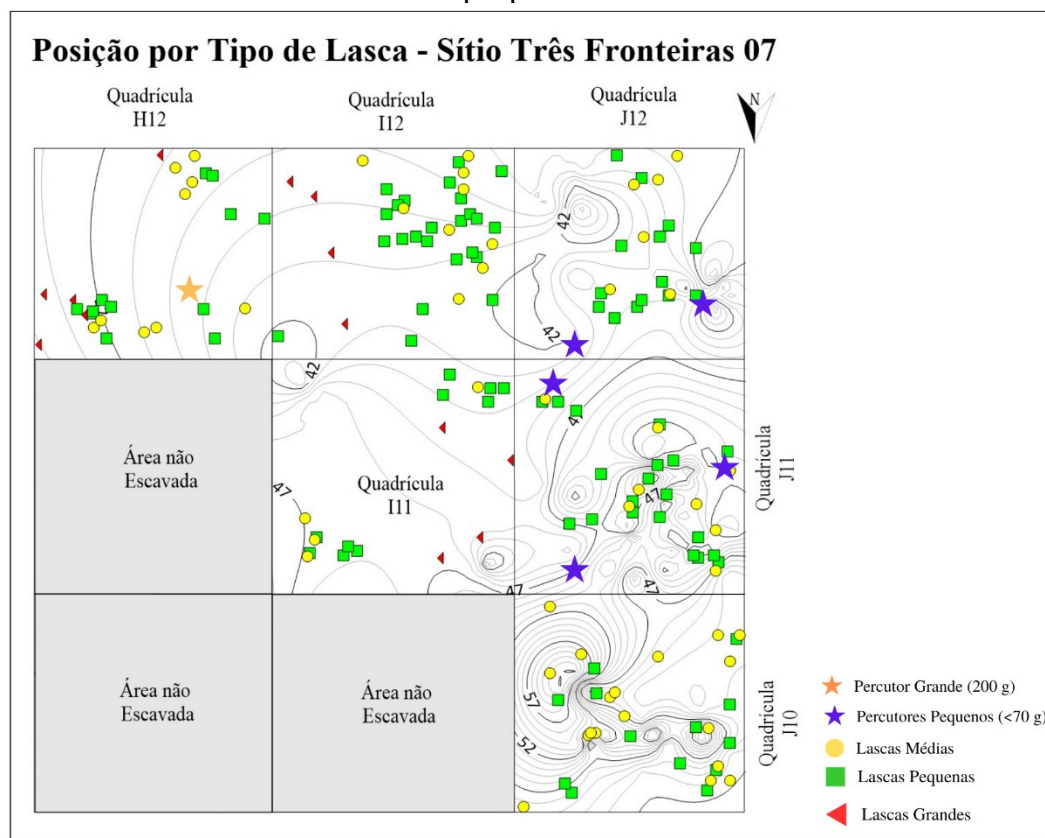 Posição por Tipo de Lasca - Sítio Três Fronteiras 07
Quadrícula
H12
Quadrícula
I12
Quadrícula
J12
N
42
42
42
47
Área não
Escavada
47
Quadrícula
I11
47
47
47
Quadrícula
J11
Área não
Escavada
Área não
Escavada
57
52
Quadrícula
J10
Percutor Grande (200 g)
Percutores Pequenos (<70 g)
Lascas Médias
Lascas Pequenas
Lascas Grandes